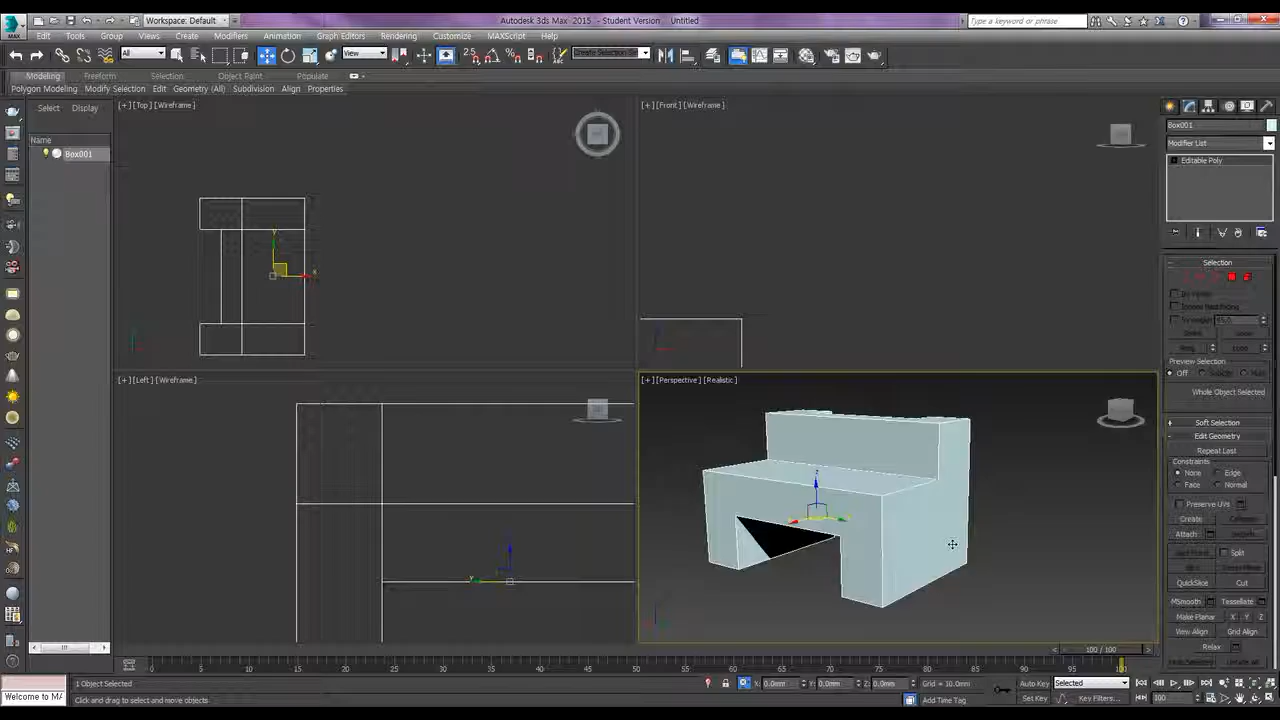 Workspace: Default
Autodesk 3ds Max 2015 - Student Version Untitled
Type a keyword or phrase
MAX
Edit Tools Group Views Create Modifiers Animation Graph Editors Rendering Customize MAXScript Help
All
View
Modeling Freeform Selection Object Paint Populate
Polygon Modeling Modify Selection Edit Geometry (All) Subdivision Align Properties
Select Display
Name
Box001
[+] [Top] [Wireframe]
[+] [Front] [Wireframe]
[+] [Left] [Wireframe]
[+] [Perspective] [Realistic]
Box001
Modifier List
Editable Poly
Selection
Preview Selection
Off
Whole Object Selected
Soft Selection
Edit Geometry
Repeat Last
Constraints
None Edge
Face Normal
Preserve UVs
Create
Attach
Split
QuickSlice Cut
MSmooth Tessellate
Make Planar X Y Z
View Align Grid Align
Relax
100 / 100
0 5 10 15 20 25 30 35 40 45 50 55 60 65 70 75 80 85 90 95 100
Welcome to MA
1 Object Selected
Click and drag to select and move objects
X: 0.0mm Y: 0.0mm Z: 0.0mm
Grid = 10.0mm
Add Time Tag
Auto Key Selected
Set Key Key Filters...
100